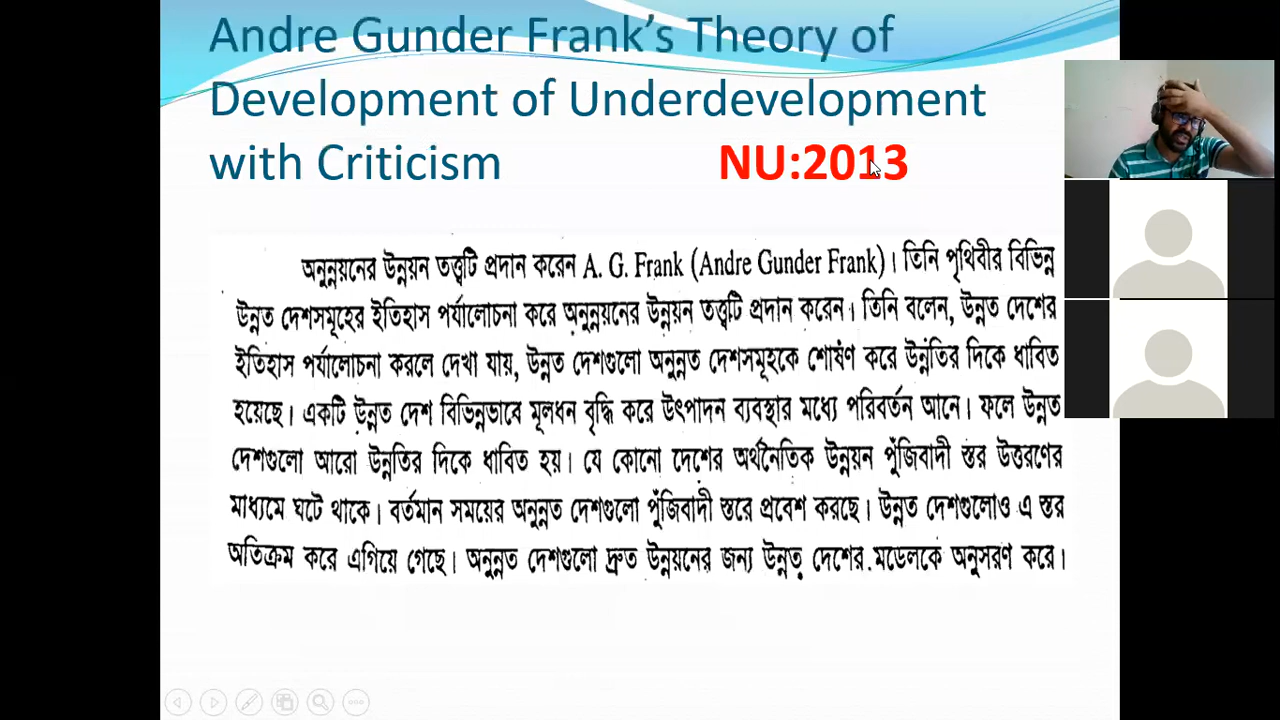 Andre Gunder Frank's Theory of
Development of Underdevelopment
with Criticism NU:2013
অনুন্নয়নের উন্নয়ন তত্ত্বটি প্রদান করেন A. G. Frank (Andre Gunder Frank)। তিনি পৃথিবীর বিভিন্ন
উন্নত দেশসমূহের ইতিহাস পর্যালোচনা করে অনুন্নয়নের উন্নয়ন তত্ত্বটি প্রদান করেন। তিনি বলেন, উন্নত দেশের
ইতিহাস পর্যালোচনা করলে দেখা যায়, উন্নত দেশগুলো অনুন্নত দেশসমূহকে শোষণ করে উন্নতির দিকে ধাবিত
হয়েছে। একটি উন্নত দেশ বিভিন্নভাবে মূলধন বৃদ্ধি করে উৎপাদন ব্যবস্থার মধ্যে পরিবর্তন আনে। ফলে উন্নত
দেশগুলো আরো উন্নতির দিকে ধাবিত হয়। যে কোনো দেশের অর্থনৈতিক উন্নয়ন পুঁজিবাদী স্তর উত্তরণের
মাধ্যমে ঘটে থাকে। বর্তমান সময়ের অনুন্নত দেশগুলো পুঁজিবাদী স্তরে প্রবেশ করছে। উন্নত দেশগুলোও এ স্তর
অতিক্রম করে এগিয়ে গেছে। অনুন্নত দেশগুলো দ্রুত উন্নয়নের জন্য উন্নত দেশের মডেলকে অনুসরণ করে।